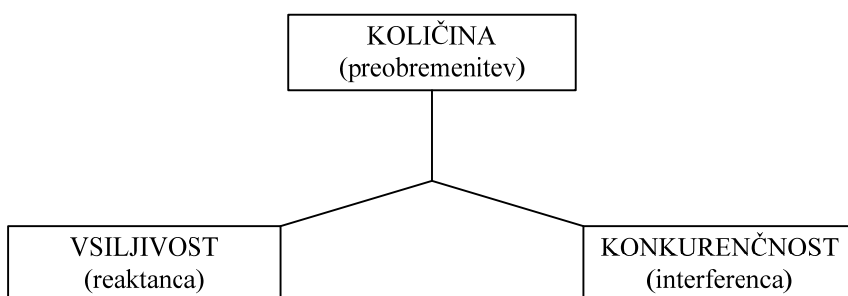 KOLIČINA
(preobremenitev)
VSILJIVOST
(reaktanca)
KONKURENČNOST
(interferenca)